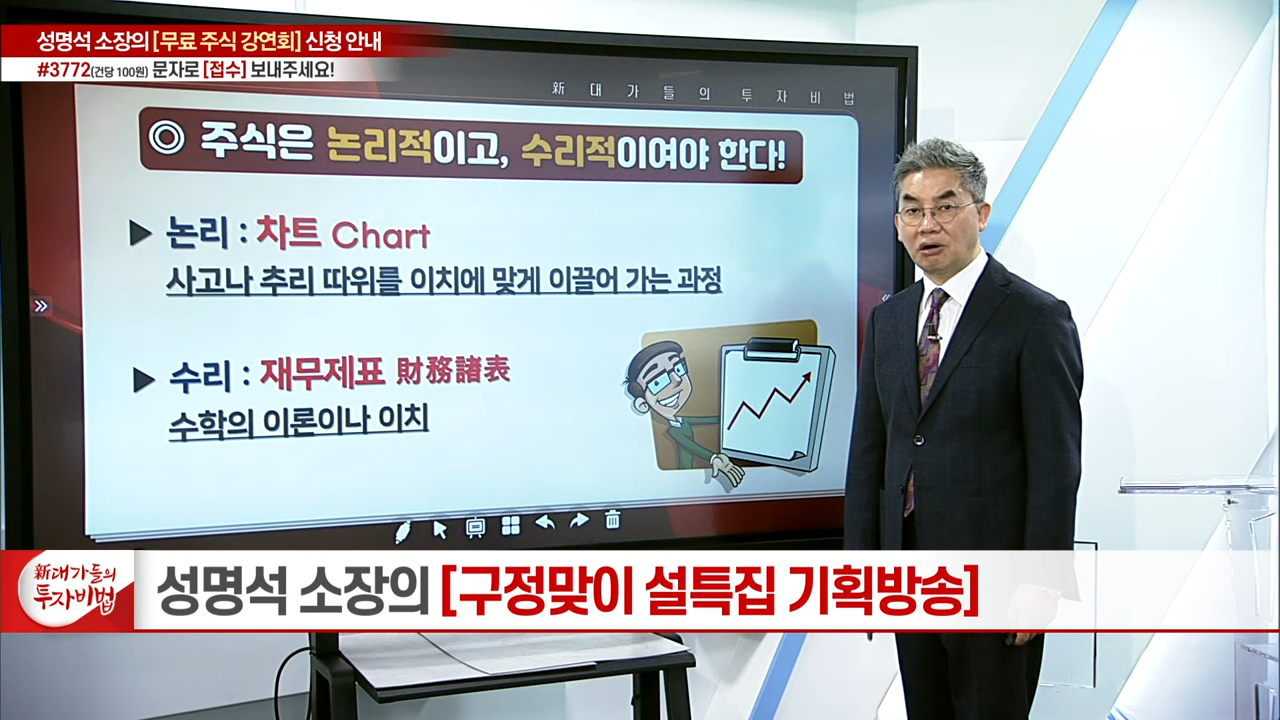 성명석 소장의 [무료 주식 강연회] 신청 안내
#3772(건당 100원) 문자로 [접수] 보내주세요!
新 대가들의 투자비법
◎ 주식은 논리적이고, 수리적이여야 한다!
▶ 논리 : 차트 Chart
사고나 추리 따위를 이치에 맞게 이끌어 가는 과정
▶ 수리 : 재무제표 財務諸表
수학의 이론이나 이치
新대가들의
투자비법
성명석 소장의 [구정맞이 설특집 기획방송]